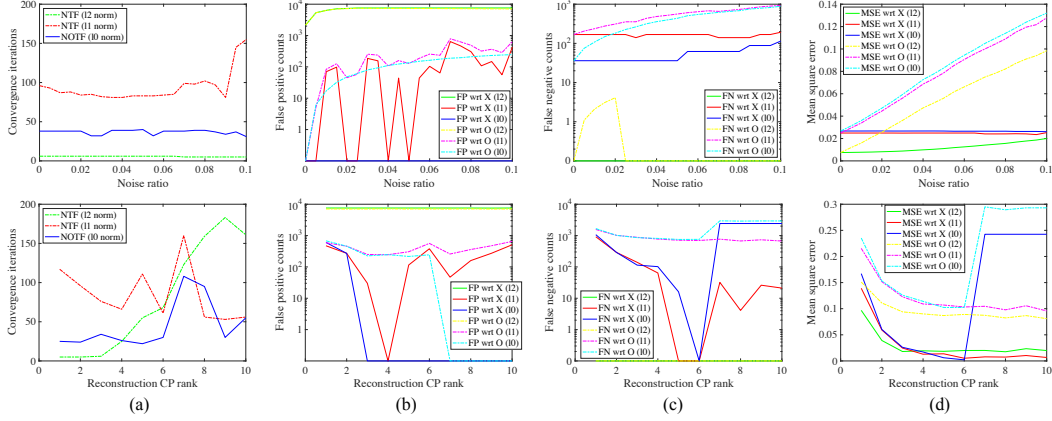 200
150
100
50
0
Convergence iterations
NTF (l2 norm)
NTF (l1 norm)
NOTF (l0 norm)
0 0.02 0.04 0.06 0.08 0.1
Noise ratio
10^4
10^3
10^2
10^1
1
0
False positive counts
FP wrt X (l2)
FP wrt X (l1)
FP wrt X (l0)
FP wrt O (l2)
FP wrt O (l1)
FP wrt O (l0)
0 0.02 0.04 0.06 0.08 0.1
Noise ratio
10^3
10^2
10^1
1
0
False negative counts
FN wrt X (l2)
FN wrt X (l1)
FN wrt X (l0)
FN wrt O (l2)
FN wrt O (l1)
FN wrt O (l0)
0 0.02 0.04 0.06 0.08 0.1
Noise ratio
0.14
0.12
0.1
0.08
0.06
0.04
0.02
0
Mean square error
MSE wrt X (l2)
MSE wrt X (l1)
MSE wrt X (l0)
MSE wrt O (l2)
MSE wrt O (l1)
MSE wrt O (l0)
0 0.02 0.04 0.06 0.08 0.1
Noise ratio
200
150
100
50
0
Convergence iterations
NTF (l2 norm)
NTF (l1 norm)
NOTF (l0 norm)
0 2 4 6 8 10
Reconstruction CP rank
10^4
10^3
10^2
10^1
1
0
False positive counts
FP wrt X (l2)
FP wrt X (l1)
FP wrt X (l0)
FP wrt O (l2)
FP wrt O (l1)
FP wrt O (l0)
0 2 4 6 8 10
Reconstruction CP rank
10^4
10^3
10^2
10^1
1
0
False negative counts
FN wrt X (l2)
FN wrt X (l1)
FN wrt X (l0)
FN wrt O (l2)
FN wrt O (l1)
FN wrt O (l0)
0 2 4 6 8 10
Reconstruction CP rank
0.3
0.25
0.2
0.15
0.1
0.05
0
Mean square error
MSE wrt X (l2)
MSE wrt X (l1)
MSE wrt X (l0)
MSE wrt O (l2)
MSE wrt O (l1)
MSE wrt O (l0)
0 2 4 6 8 10
Reconstruction CP rank
(a)
(b)
(c)
(d)